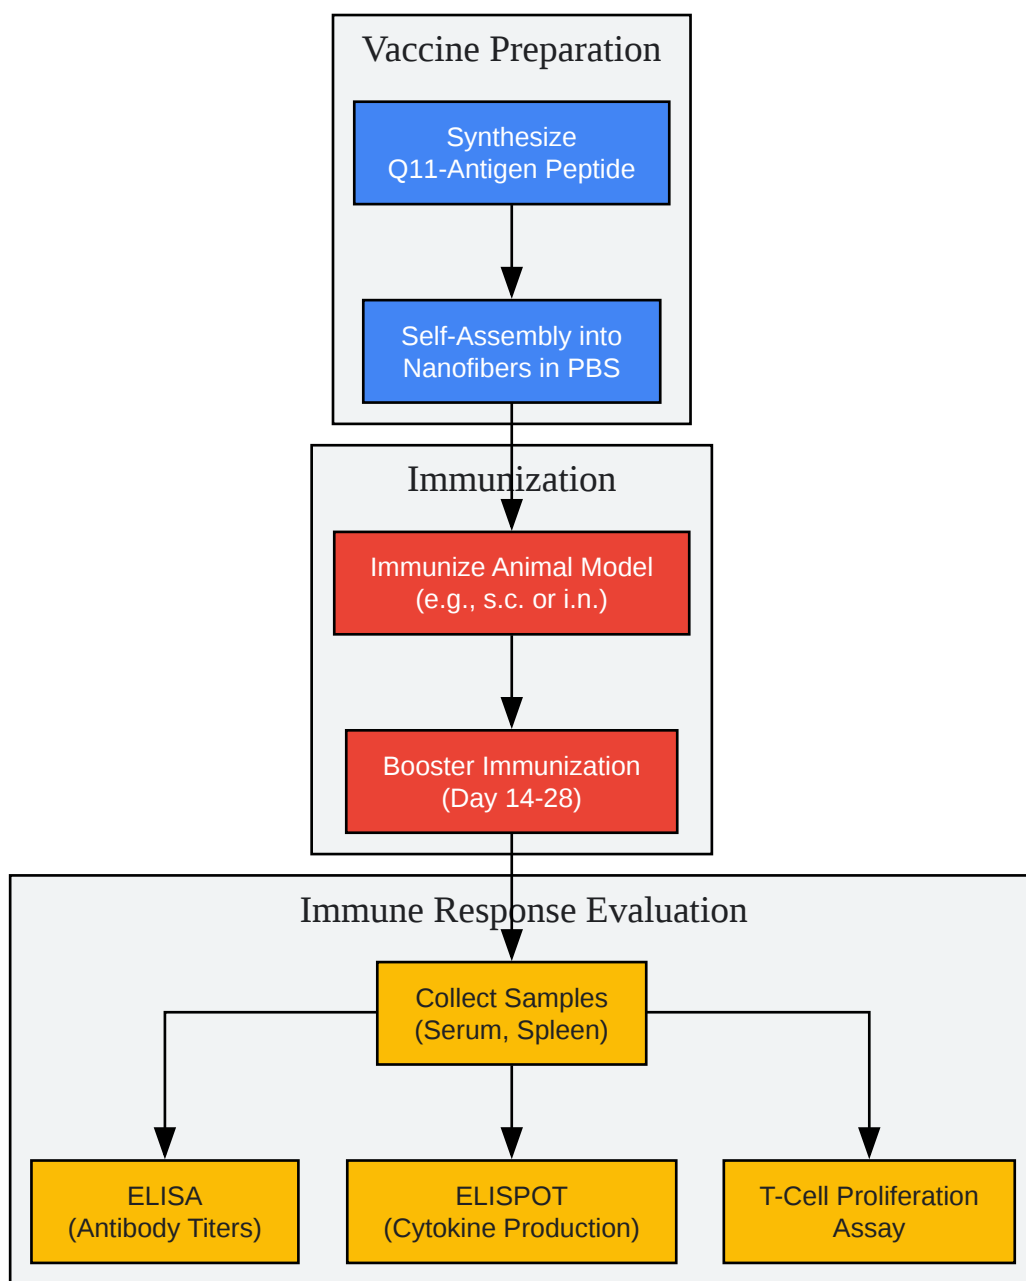 Vaccine Preparation
Synthesize
Q11-Antigen Peptide
Self-Assembly into
Nanofibers in PBS
Immunization
Immunize Animal Model
(e.g., s.c. or i.n.)
Booster Immunization
(Day 14-28)
Immune Response Evaluation
Collect Samples
(Serum, Spleen)
ELISA
(Antibody Titers)
ELISPOT
(Cytokine Production)
T-Cell Proliferation
Assay